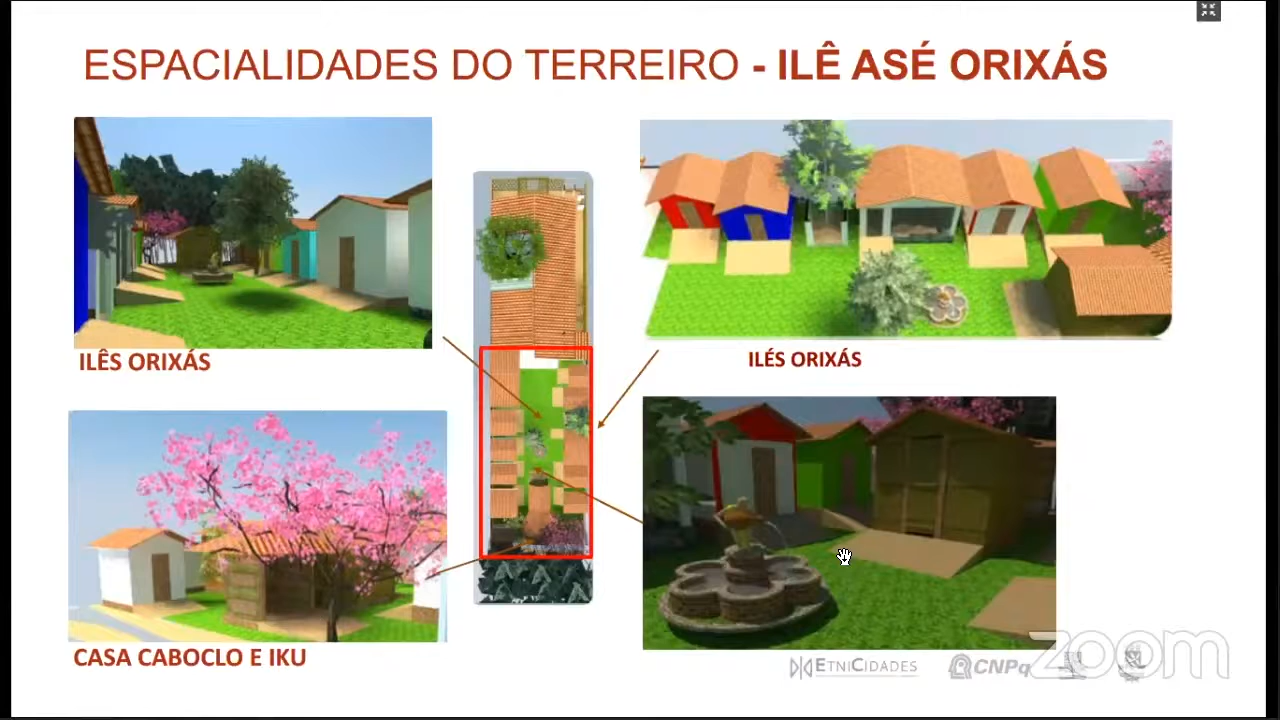 ESPACIALIDADES DO TERREIRO - ILÊ ASÉ ORIXÁS
ILÊS ORIXÁS
ILÉS ORIXÁS
CASA CABOCLO E IKU
ETNICIDADES
CNPq
zoom